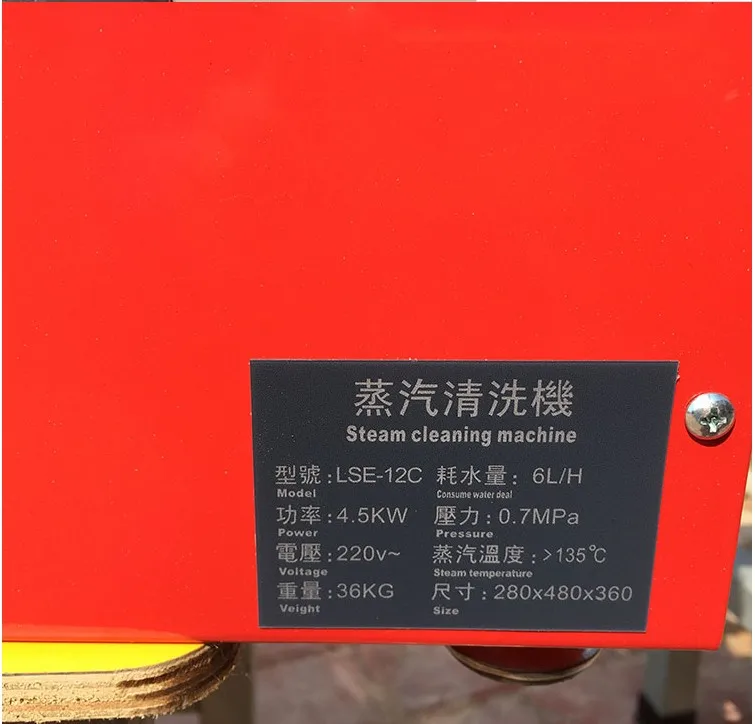 蒸汽清洗機
Steam cleaning machine
型號:LSE-12C 耗水量: 6L/H
Model Consume water deal
功率:4.5KW 壓力:0.7MPa
Power Pressure
電壓:220v~ 蒸汽溫度:>135℃
Voltage Steam temperature
重量:36KG 尺寸:280x480x360
Veight Size